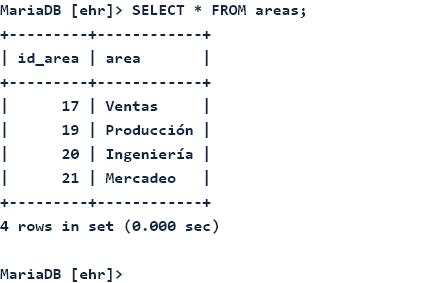 MariaDB [ehr]> SELECT * FROM areas;
+---------+------------+
| id_area | area       |
+---------+------------+
|      17 | Ventas     |
|      19 | Producción |
|      20 | Ingeniería |
|      21 | Mercadeo   |
+---------+------------+
4 rows in set (0.000 sec)
MariaDB [ehr]>